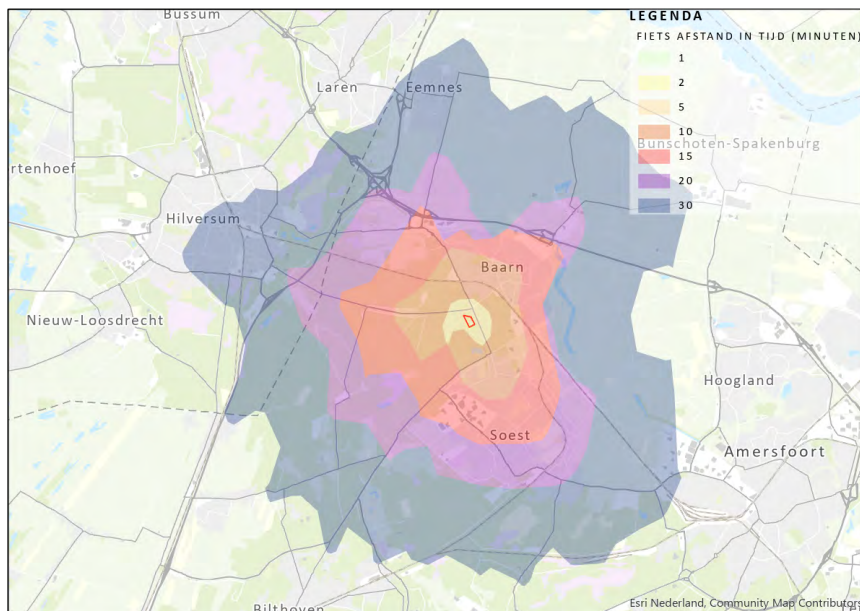 LEGENDA
FIETS AFSTAND IN TIJD (MINUTEN)
1
2
5
10
15
20
30
Bussum
Laren
Eemnes
Bunschoten-Spakenburg
rtenhoef
Hilversum
Baarn
Nieuw-Loosdrecht
Hoogland
Soest
Amersfoort
Bilthoven
Esri Nederland, Community Map Contributors